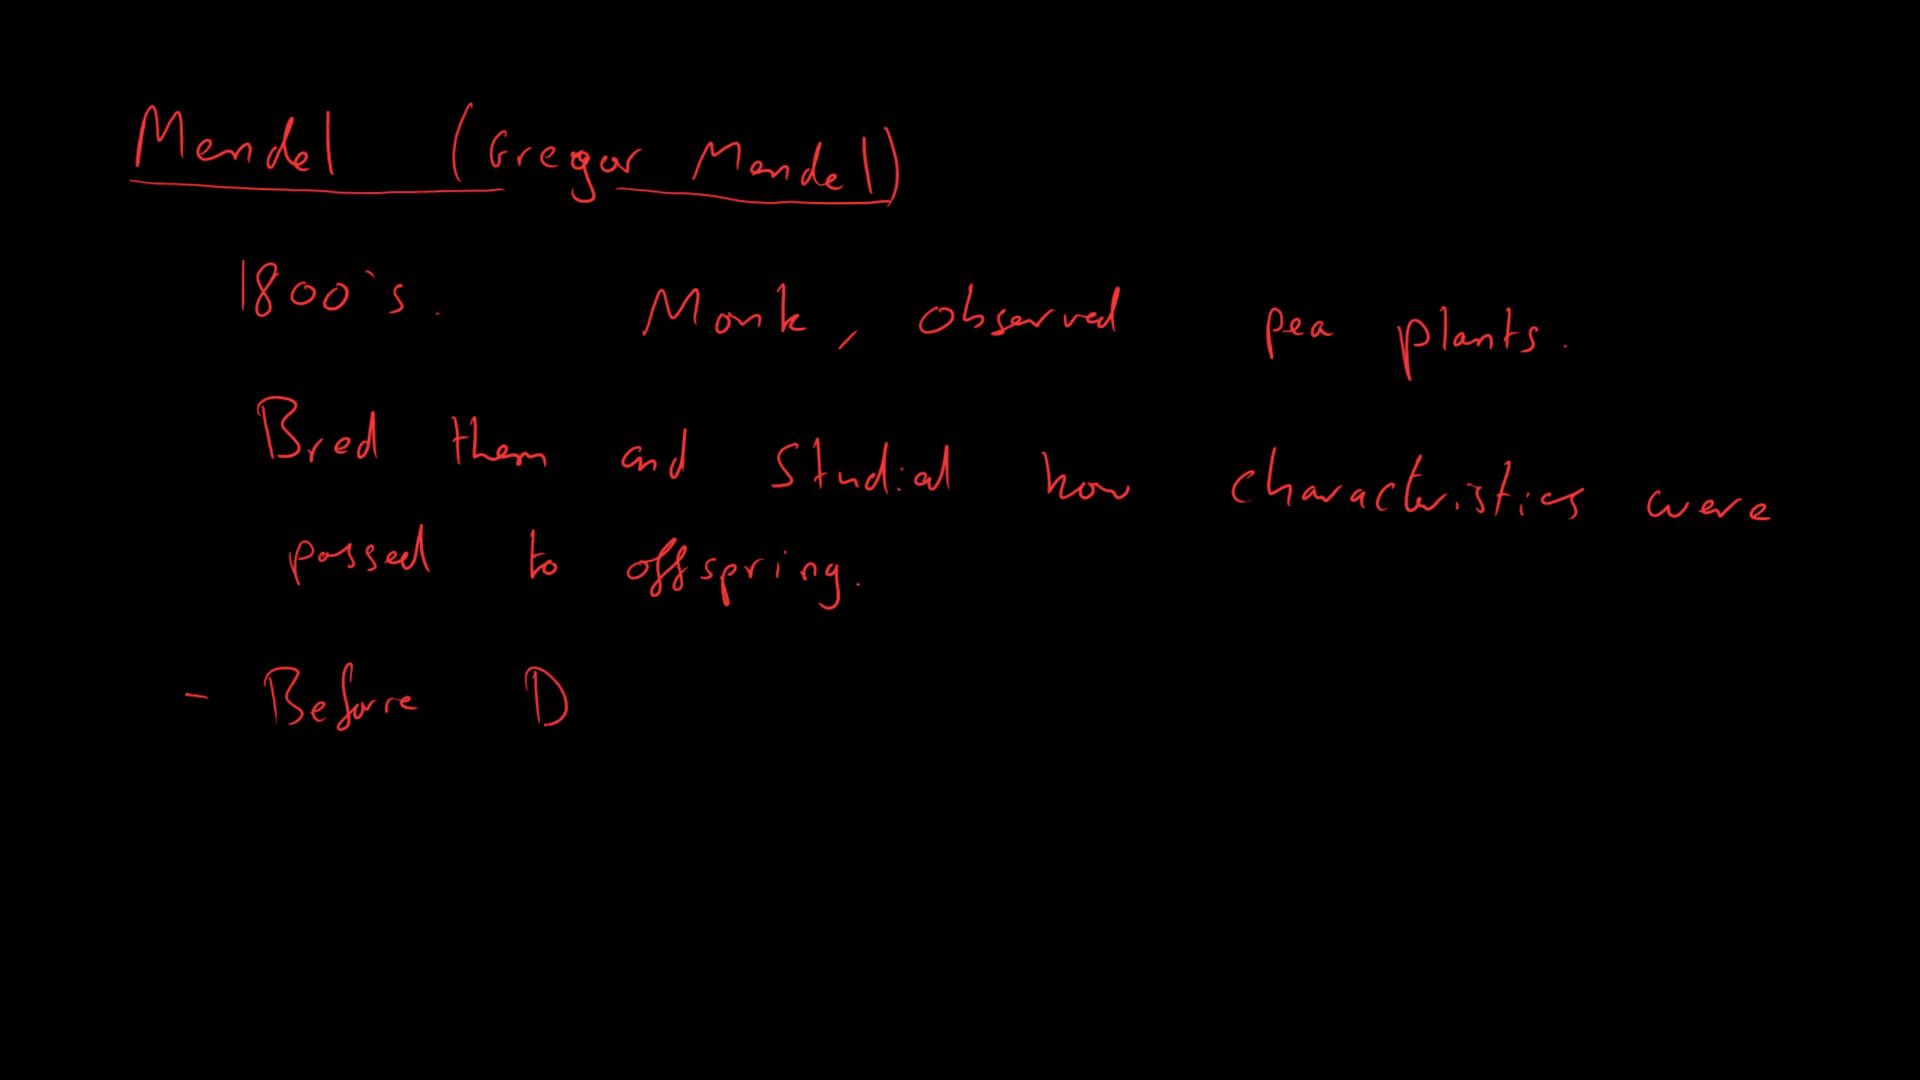 Mendel (Gregor Mendel)
1800's. Monk, observed pea plants.
Bred them and studied how characteristics were
passed to offspring.
- Before D